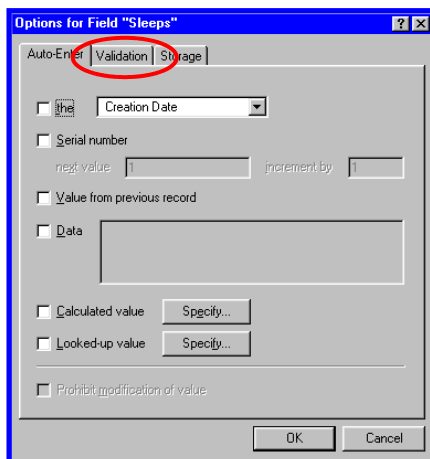 Options for Field "Sleeps"
Auto-Enter Validation Storage
the Creation Date
Serial number
next value 1 increment by 1
Value from previous record
Data
Calculated value Specify...
Looked-up value Specify...
Prohibit modification of value
OK Cancel